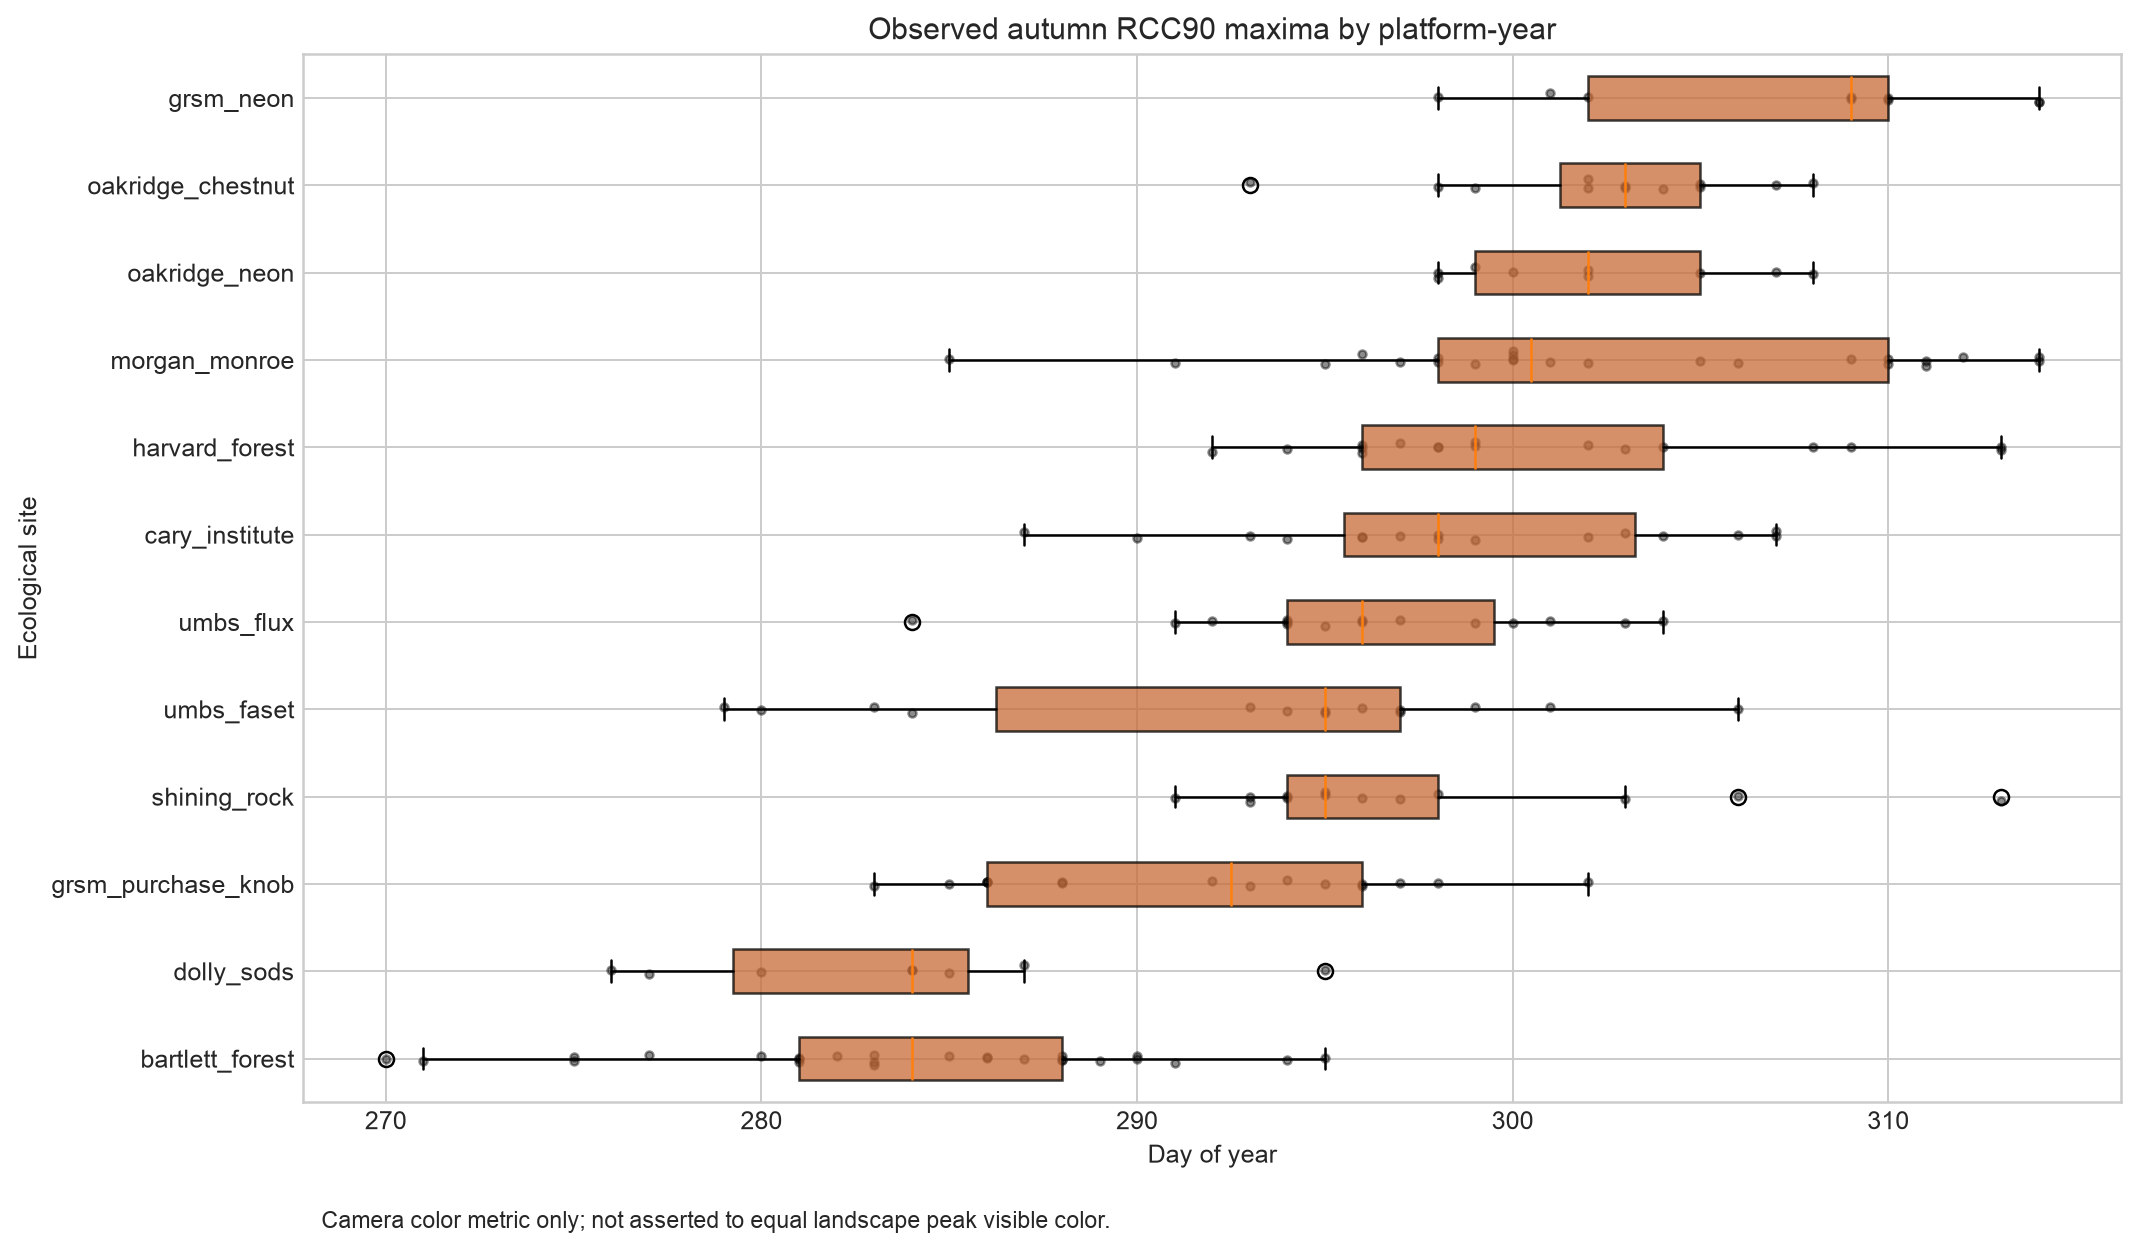 Observed autumn RCC90 maxima by platform-year
grsm_neon
oakridge_chestnut
oakridge_neon
morgan_monroe
harvard_forest
cary_institute
umbs_flux
umbs_faset
shining_rock
grsm_purchase_knob
dolly_sods
bartlett_forest
Ecological site
270 280 290 300 310
Day of year
Camera color metric only; not asserted to equal landscape peak visible color.